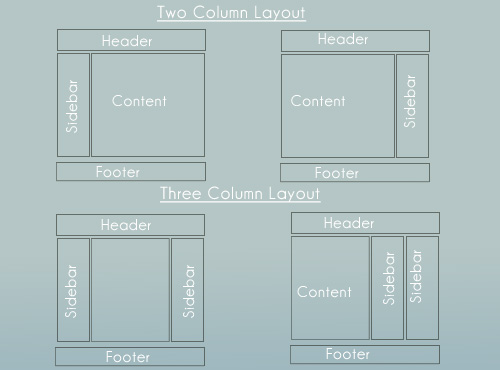 Two Column Layout
Header
Sidebar
Content
Footer
Header
Content
Sidebar
Footer
Three Column Layout
Header
Sidebar
Sidebar
Footer
Header
Content
Sidebar
Sidebar
Footer